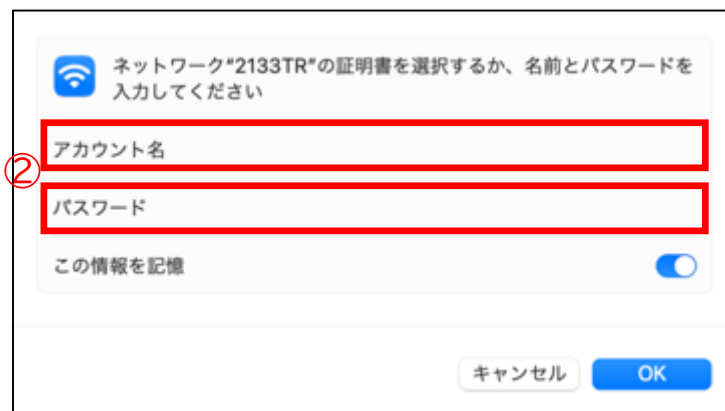 ネットワーク"2133TR"の証明書を選択するか、名前とパスワードを
入力してください
アカウント名
②
パスワード
この情報を記憶
キャンセル
OK